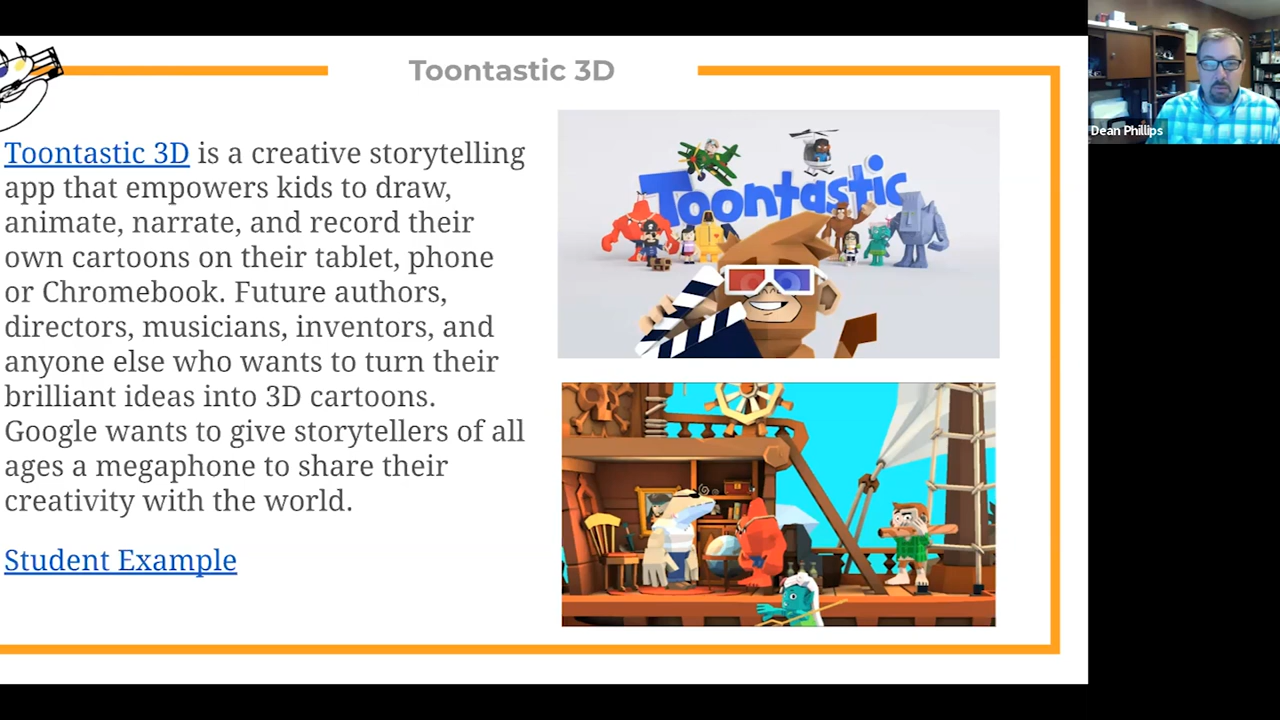 Toontastic 3D
Toontastic 3D is a creative storytelling
app that empowers kids to draw,
animate, narrate, and record their
own cartoons on their tablet, phone
or Chromebook. Future authors,
directors, musicians, inventors, and
anyone else who wants to turn their
brilliant ideas into 3D cartoons.
Google wants to give storytellers of all
ages a megaphone to share their
creativity with the world.
Student Example
Toontastic
Dean Phillips